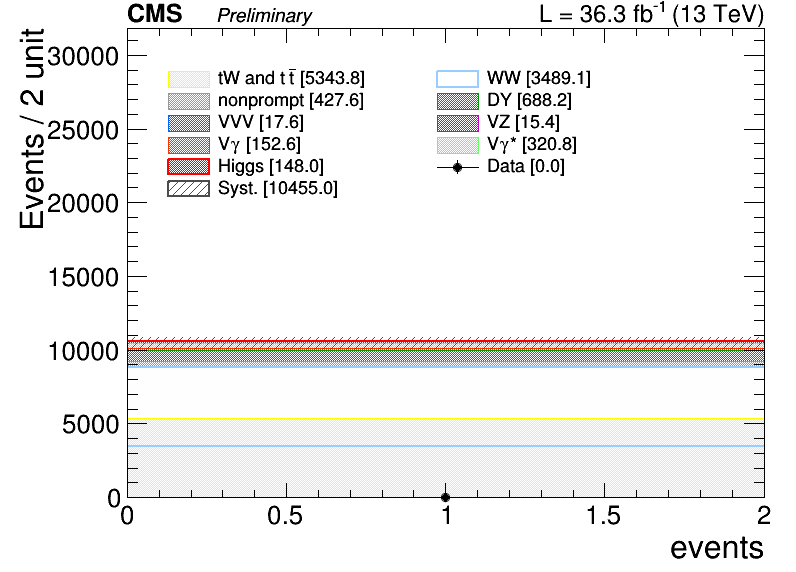 CMS Preliminary L = 36.3 fb⁻¹ (13 TeV)
Events / 2 unit
30000
25000
20000
15000
10000
5000
0
tW and tt̄ [5343.8] WW [3489.1]
nonprompt [427.6] DY [688.2]
VVV [17.6] VZ [15.4]
Vγ [152.6] Vγ* [320.8]
Higgs [148.0] Data [0.0]
Syst. [10455.0]
0 0.5 1 1.5 2
events